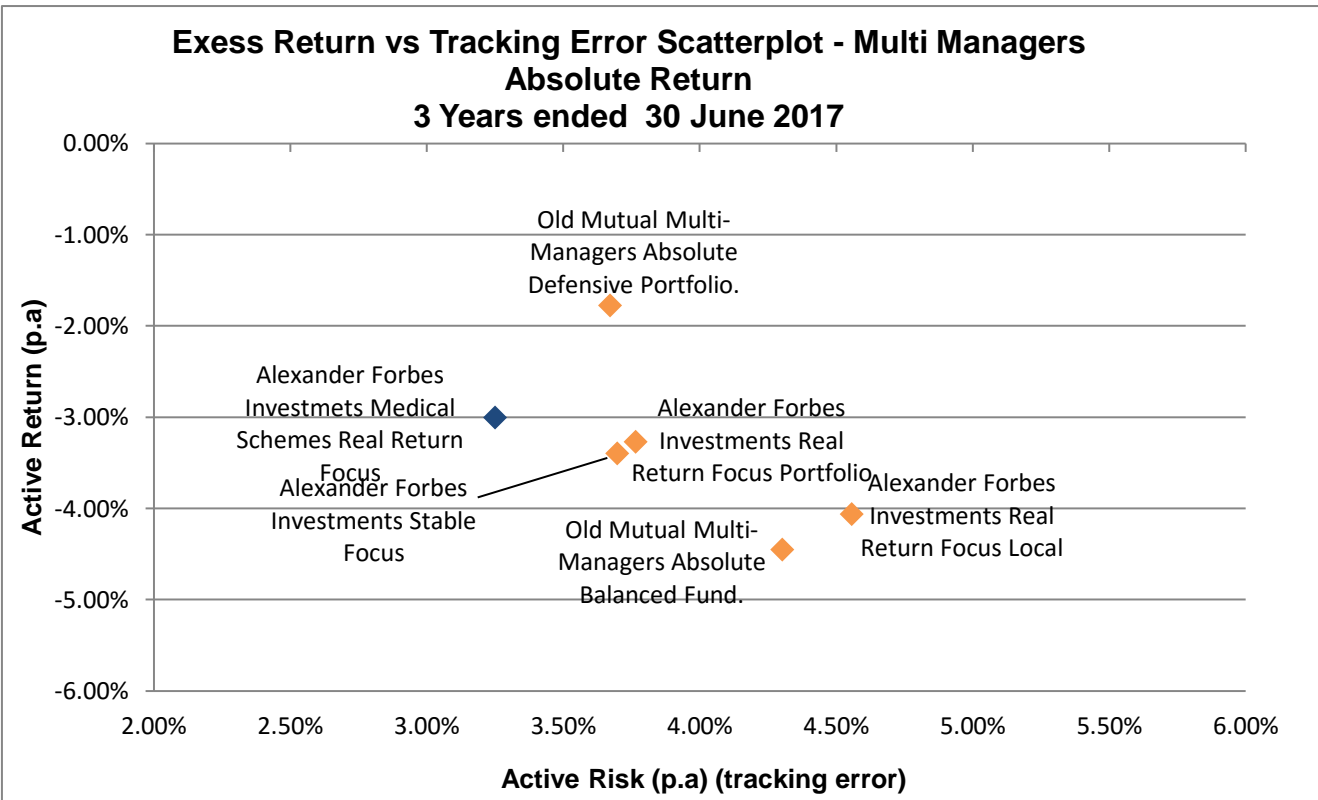 Exess Return vs Tracking Error Scatterplot - Multi Managers
Absolute Return
3 Years ended 30 June 2017
0.00%
-1.00%
-2.00%
-3.00%
-4.00%
-5.00%
-6.00%
Active Return (p.a)
Old Mutual Multi-
Managers Absolute
Defensive Portfolio.
Alexander Forbes
Investmets Medical
Schemes Real Return
Focus
Alexander Forbes
Investments Real
Return Focus Portfolio
Alexander Forbes
Investments Stable
Focus
Old Mutual Multi-
Managers Absolute
Balanced Fund.
Alexander Forbes
Investments Real
Return Focus Local
2.00% 2.50% 3.00% 3.50% 4.00% 4.50% 5.00% 5.50% 6.00%
Active Risk (p.a) (tracking error)